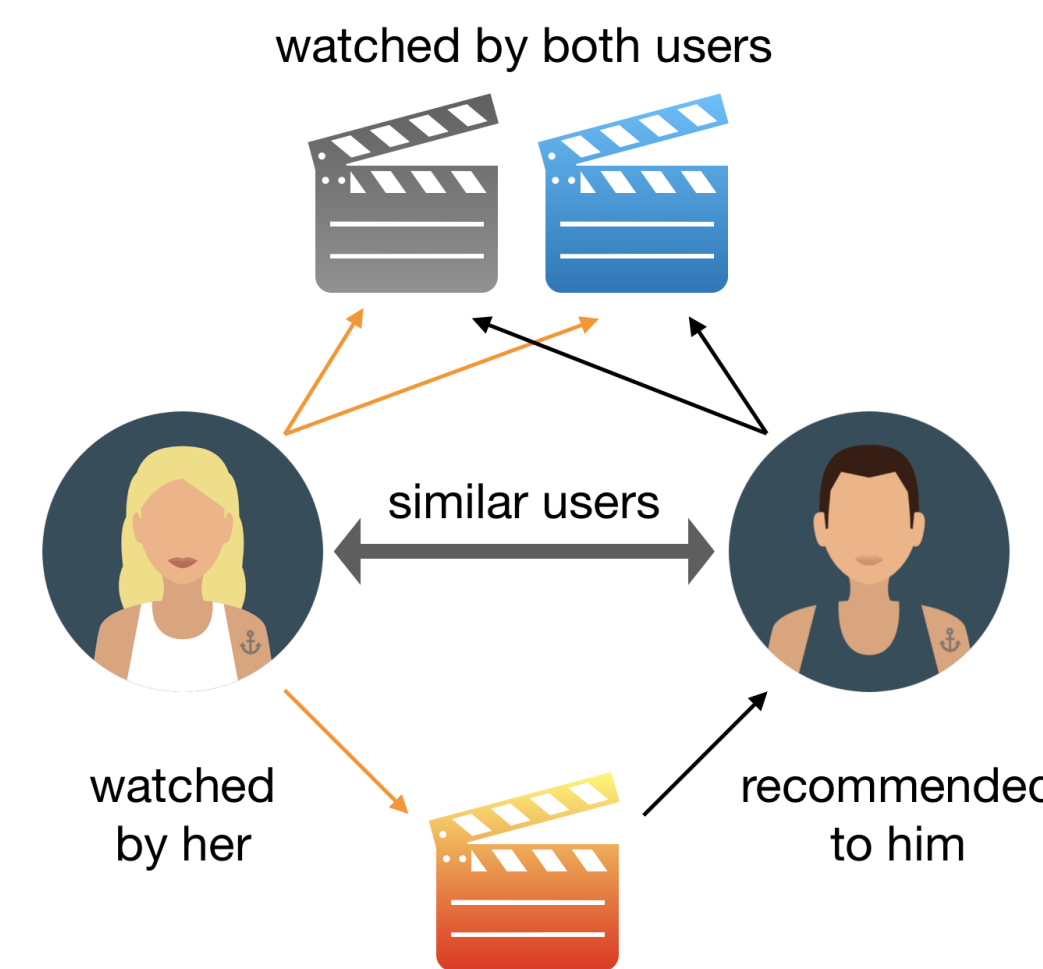 watched by both users
similar users
watched
by her
recommended
to him